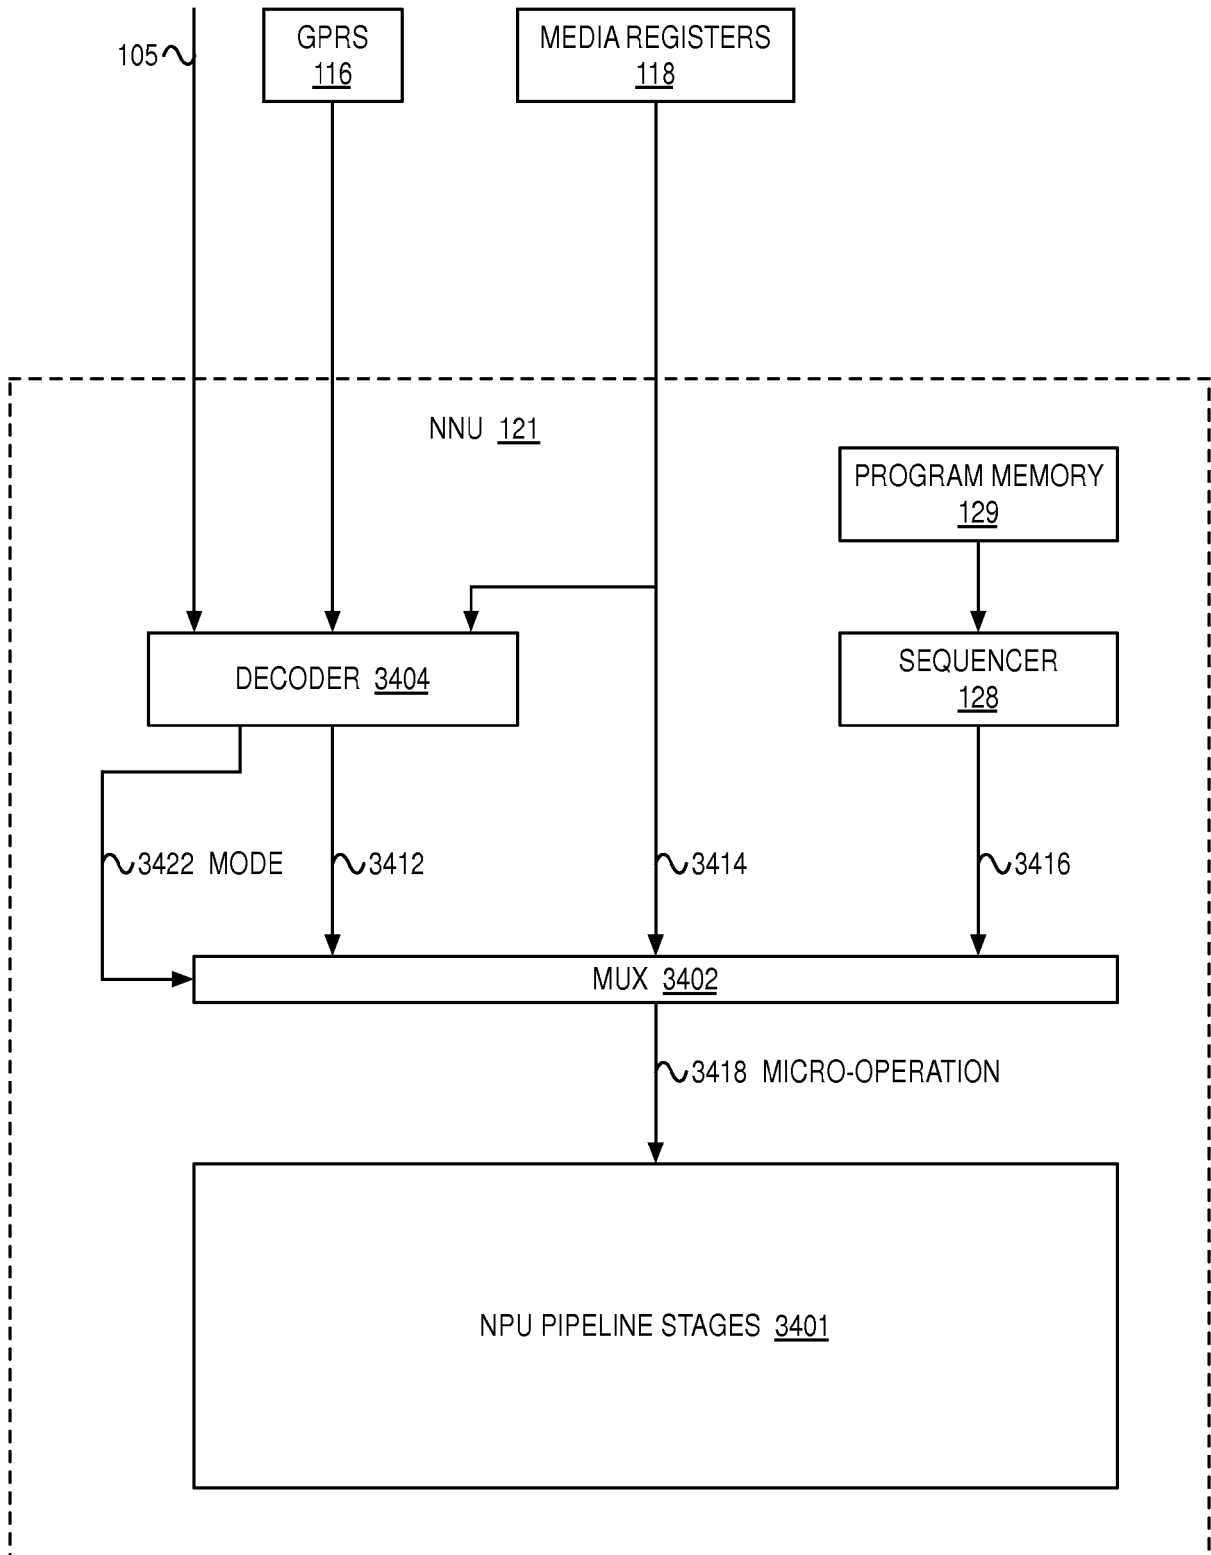 105
GPRS
116
MEDIA REGISTERS
118
NNU 121
PROGRAM MEMORY
129
DECODER 3404
SEQUENCER
128
3422 MODE
3412
3414
3416
MUX 3402
3418 MICRO-OPERATION
NPU PIPELINE STAGES 3401